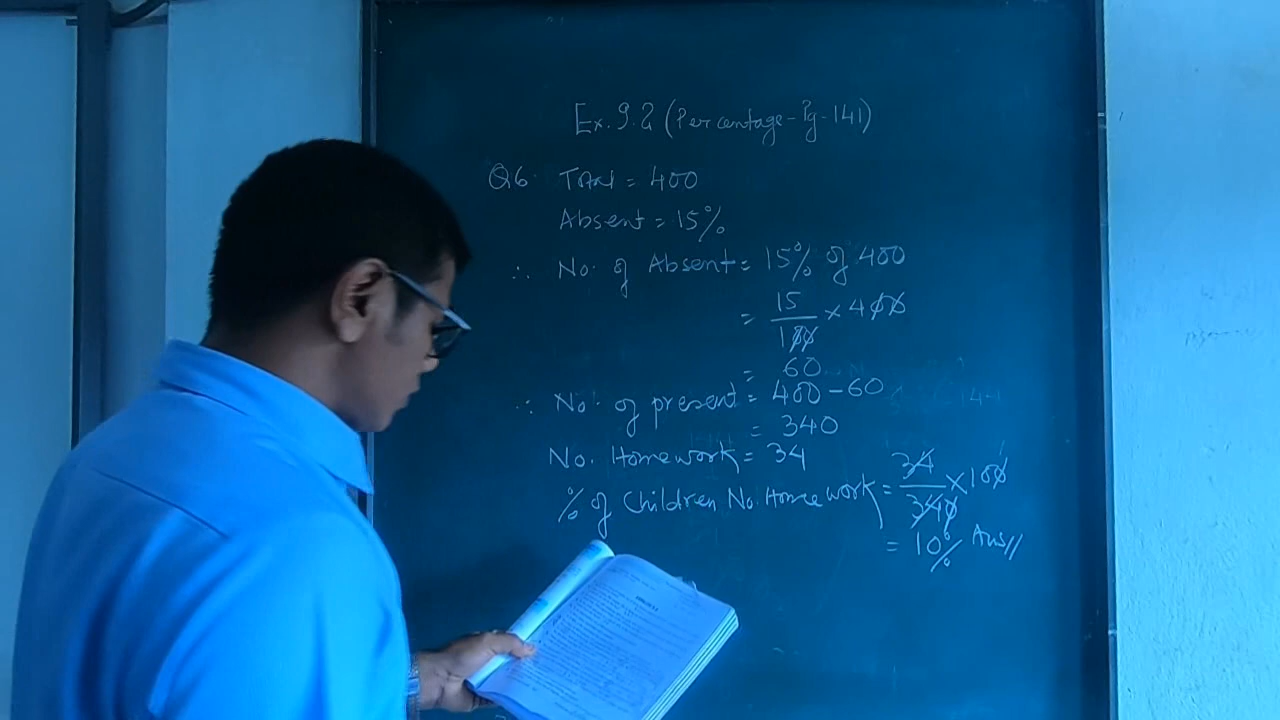 Ex. 9.2 (Percentage - Pg - 141)
Q6. Total = 400
Absent = 15%
∴ No. of Absent = 15% of 400
= 15/100 × 400
= 60
∴ No. of present = 400 - 60
= 340
No. Homework = 34
% of Children No. Homework = 34/340 × 100
= 10% Ans//